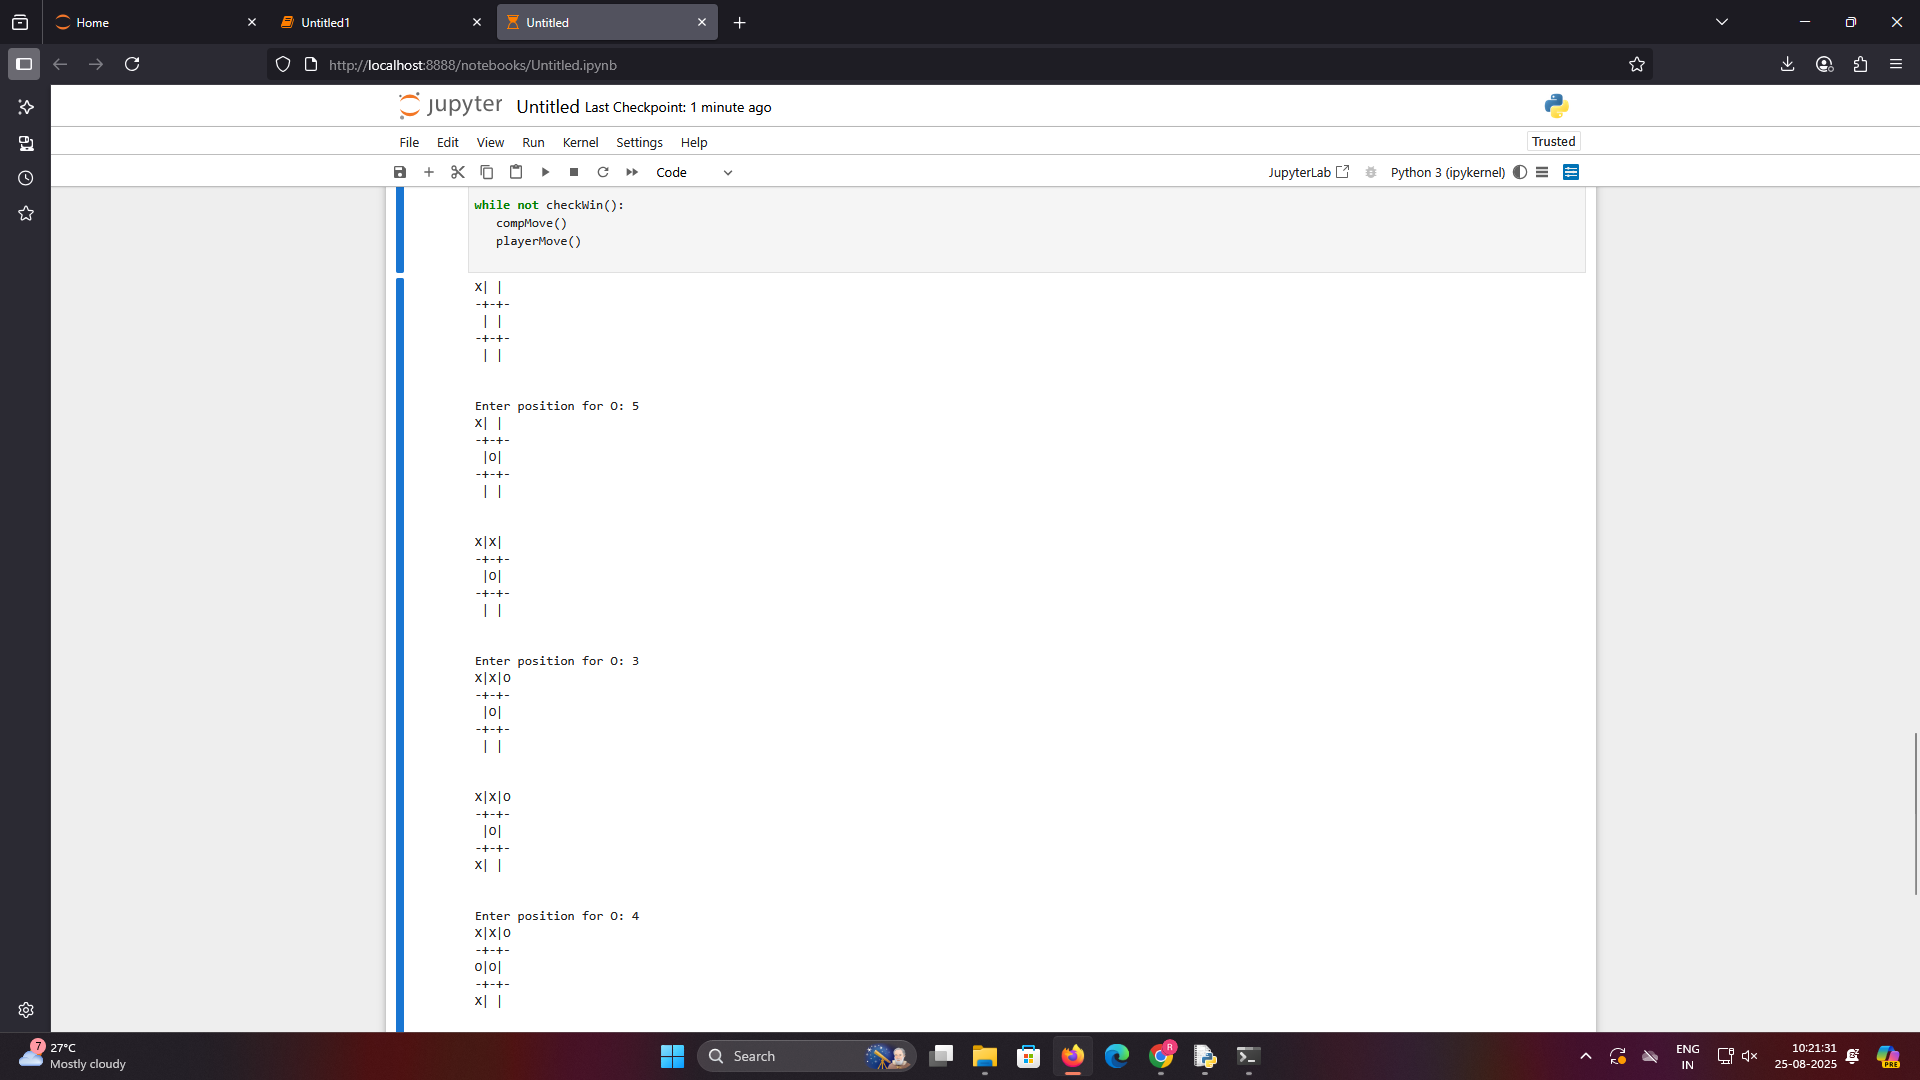 Home
Untitled1
Untitled
http://localhost:8888/notebooks/Untitled.ipynb
jupyter Untitled Last Checkpoint: 1 minute ago
File Edit View Run Kernel Settings Help
Trusted
Code
JupyterLab
Python 3 (ipykernel)
while not checkWin():
   compMove()
   playerMove()
X| |
-+-+-
 | |
-+-+-
 | |
Enter position for O: 5
X| |
-+-+-
 |O|
-+-+-
 | |
X|X|
-+-+-
 |O|
-+-+-
 | |
Enter position for O: 3
X|X|O
-+-+-
 |O|
-+-+-
 | |
X|X|O
-+-+-
 |O|
-+-+-
X| |
Enter position for O: 4
X|X|O
-+-+-
O|O|
-+-+-
X| |
7
27°C
Mostly cloudy
Search
R
PRE
ENG
IN
10:21:31
25-08-2025